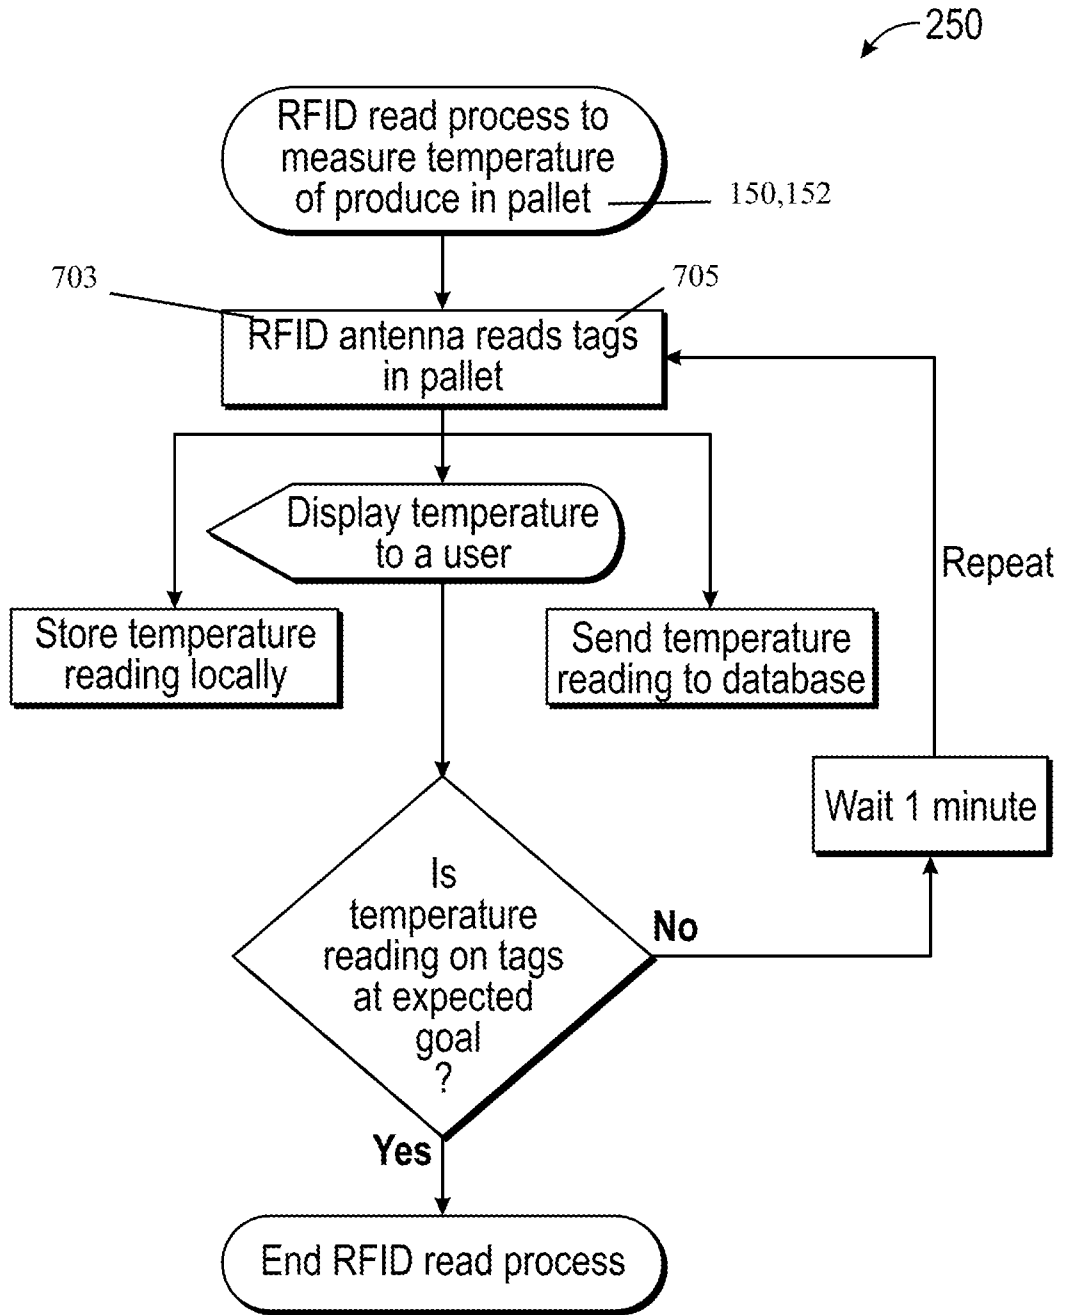 250
RFID read process to
measure temperature
of produce in pallet
150,152
703
705
RFID antenna reads tags
in pallet
Display temperature
to a user
Repeat
Store temperature
reading locally
Send temperature
reading to database
Wait 1 minute
Is
temperature
reading on tags
at expected
goal
?
No
Yes
End RFID read process